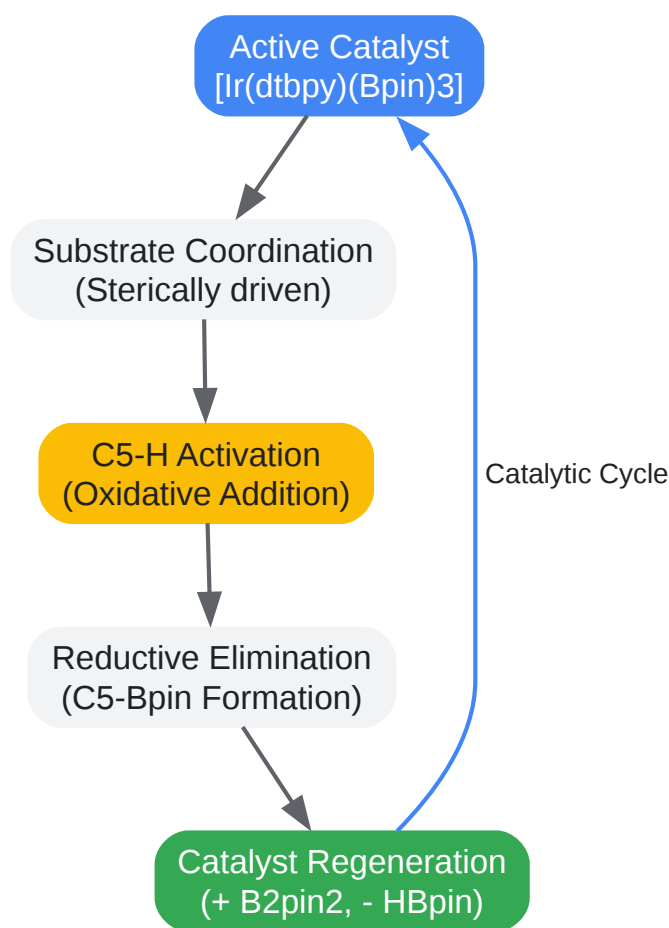 Active Catalyst
[Ir(dtbpy)(Bpin)3]
Substrate Coordination
(Sterically driven)
C5-H Activation
(Oxidative Addition)
Catalytic Cycle
Reductive Elimination
(C5-Bpin Formation)
Catalyst Regeneration
(+ B2pin2, - HBpin)